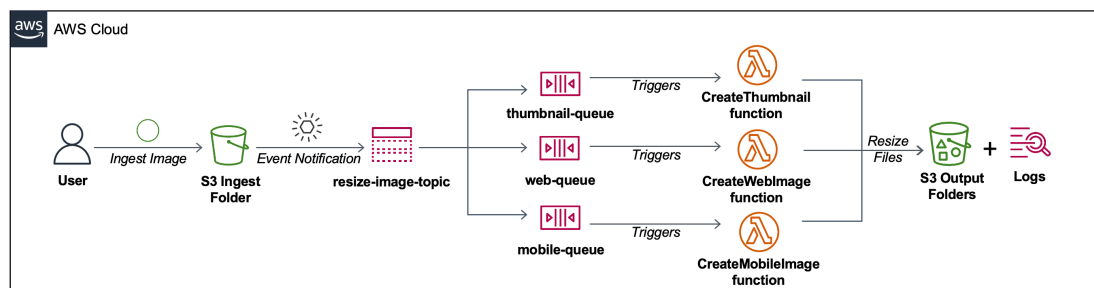 aws
AWS Cloud
User
Ingest Image
S3 Ingest
Folder
Event Notification
resize-image-topic
thumbnail-queue
web-queue
mobile-queue
Triggers
CreateThumbnail
function
Triggers
CreateWebImage
function
Triggers
CreateMobileImage
function
Resize
Files
S3 Output
Folders
+
Logs